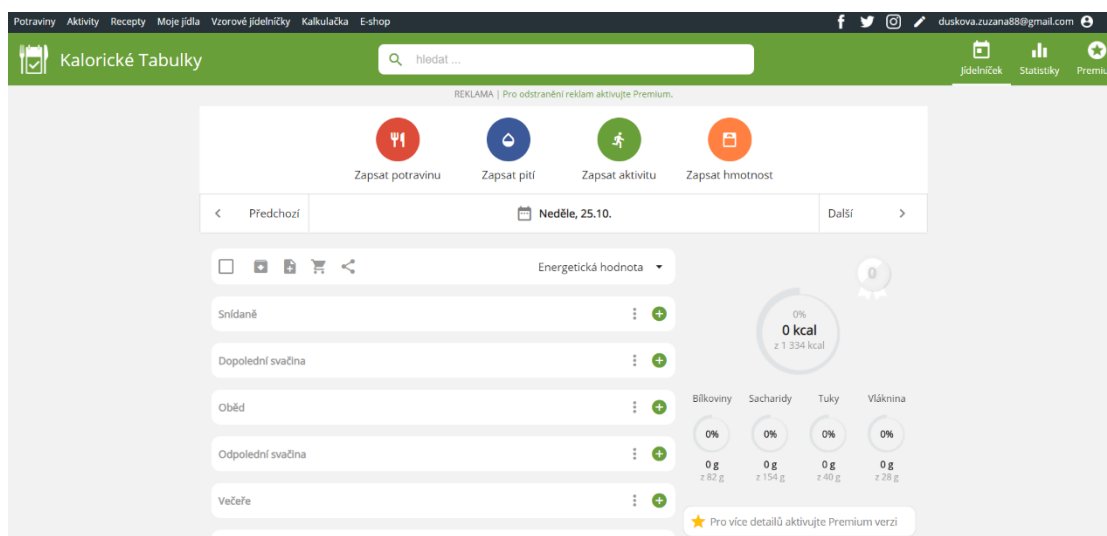 Potraviny Aktivity Recepty Moje jídla Vzorové jídelníčky Kalkulačka E-shop duskova.zuzana88@gmail.com
Kalorické Tabulky hledat ... Jídelníček Statistiky Premiu
REKLAMA | Pro odstranění reklam aktivujte Premium.
Zapsat potravinu Zapsat pití Zapsat aktivitu Zapsat hmotnost
Předchozí Neděle, 25.10. Další
Energetická hodnota
0
Snídaně
Dopolední svačina
Oběd
Odpolední svačina
Večeře
0%
0 kcal
z 1 334 kcal
Bílkoviny Sacharidy Tuky Vláknina
0% 0% 0% 0%
0 g 0 g 0 g 0 g
z 82 g z 154 g z 40 g z 28 g
Pro více detailů aktivujte Premium verzi